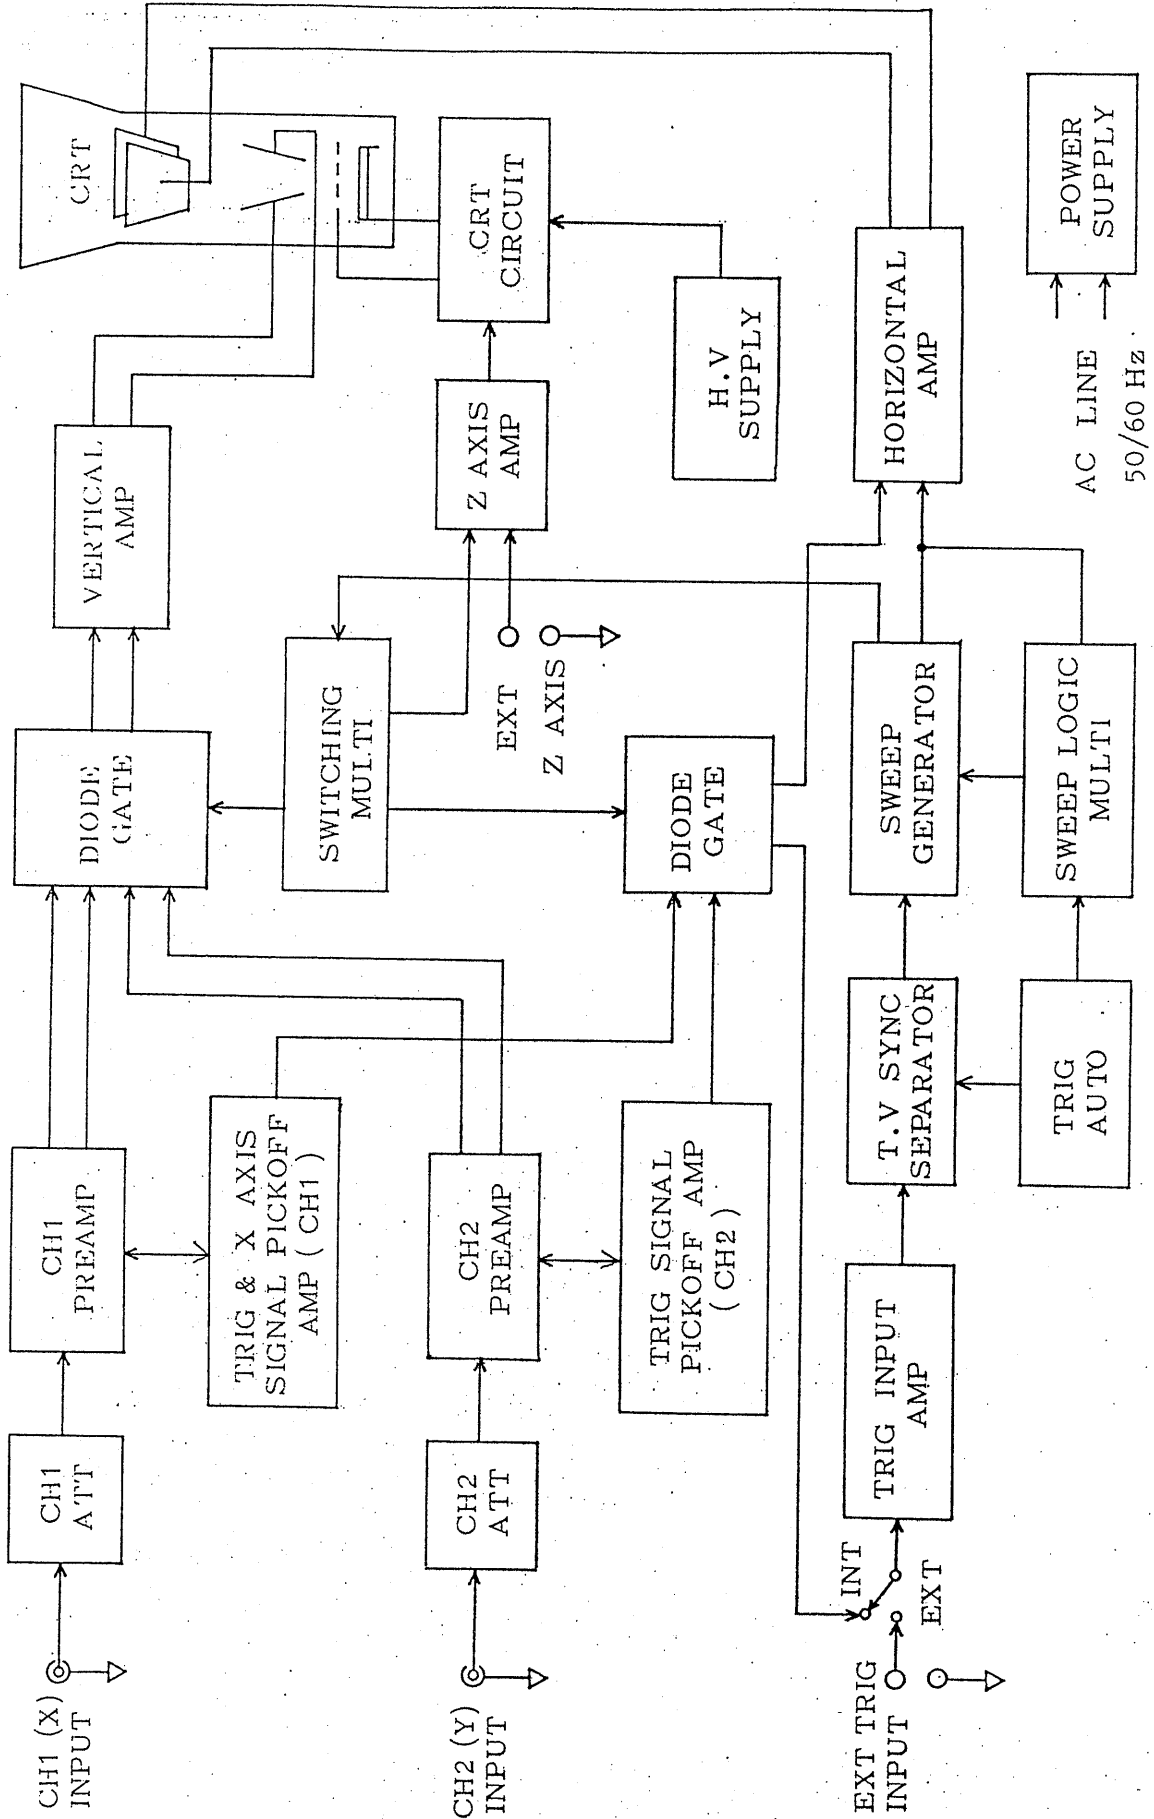 CH1 (X)
INPUT
CH1
ATT
CH1
PREAMP
DIODE
GATE
VERTICAL
AMP
CRT
TRIG & X AXIS
SIGNAL PICKOFF
AMP ( CH1 )
SWITCHING
MULTI
CH2 (Y)
INPUT
CH2
ATT
CH2
PREAMP
EXT
Z AXIS
Z AXIS
AMP
CRT
CIRCUIT
TRIG SIGNAL
PICKOFF AMP
( CH2 )
DIODE
GATE
H.V
SUPPLY
EXT TRIG
INPUT
INT
EXT
TRIG INPUT
AMP
T.V SYNC
SEPARATOR
SWEEP
GENERATOR
HORIZONTAL
AMP
TRIG
AUTO
SWEEP LOGIC
MULTI
AC LINE
50/60 Hz
POWER
SUPPLY